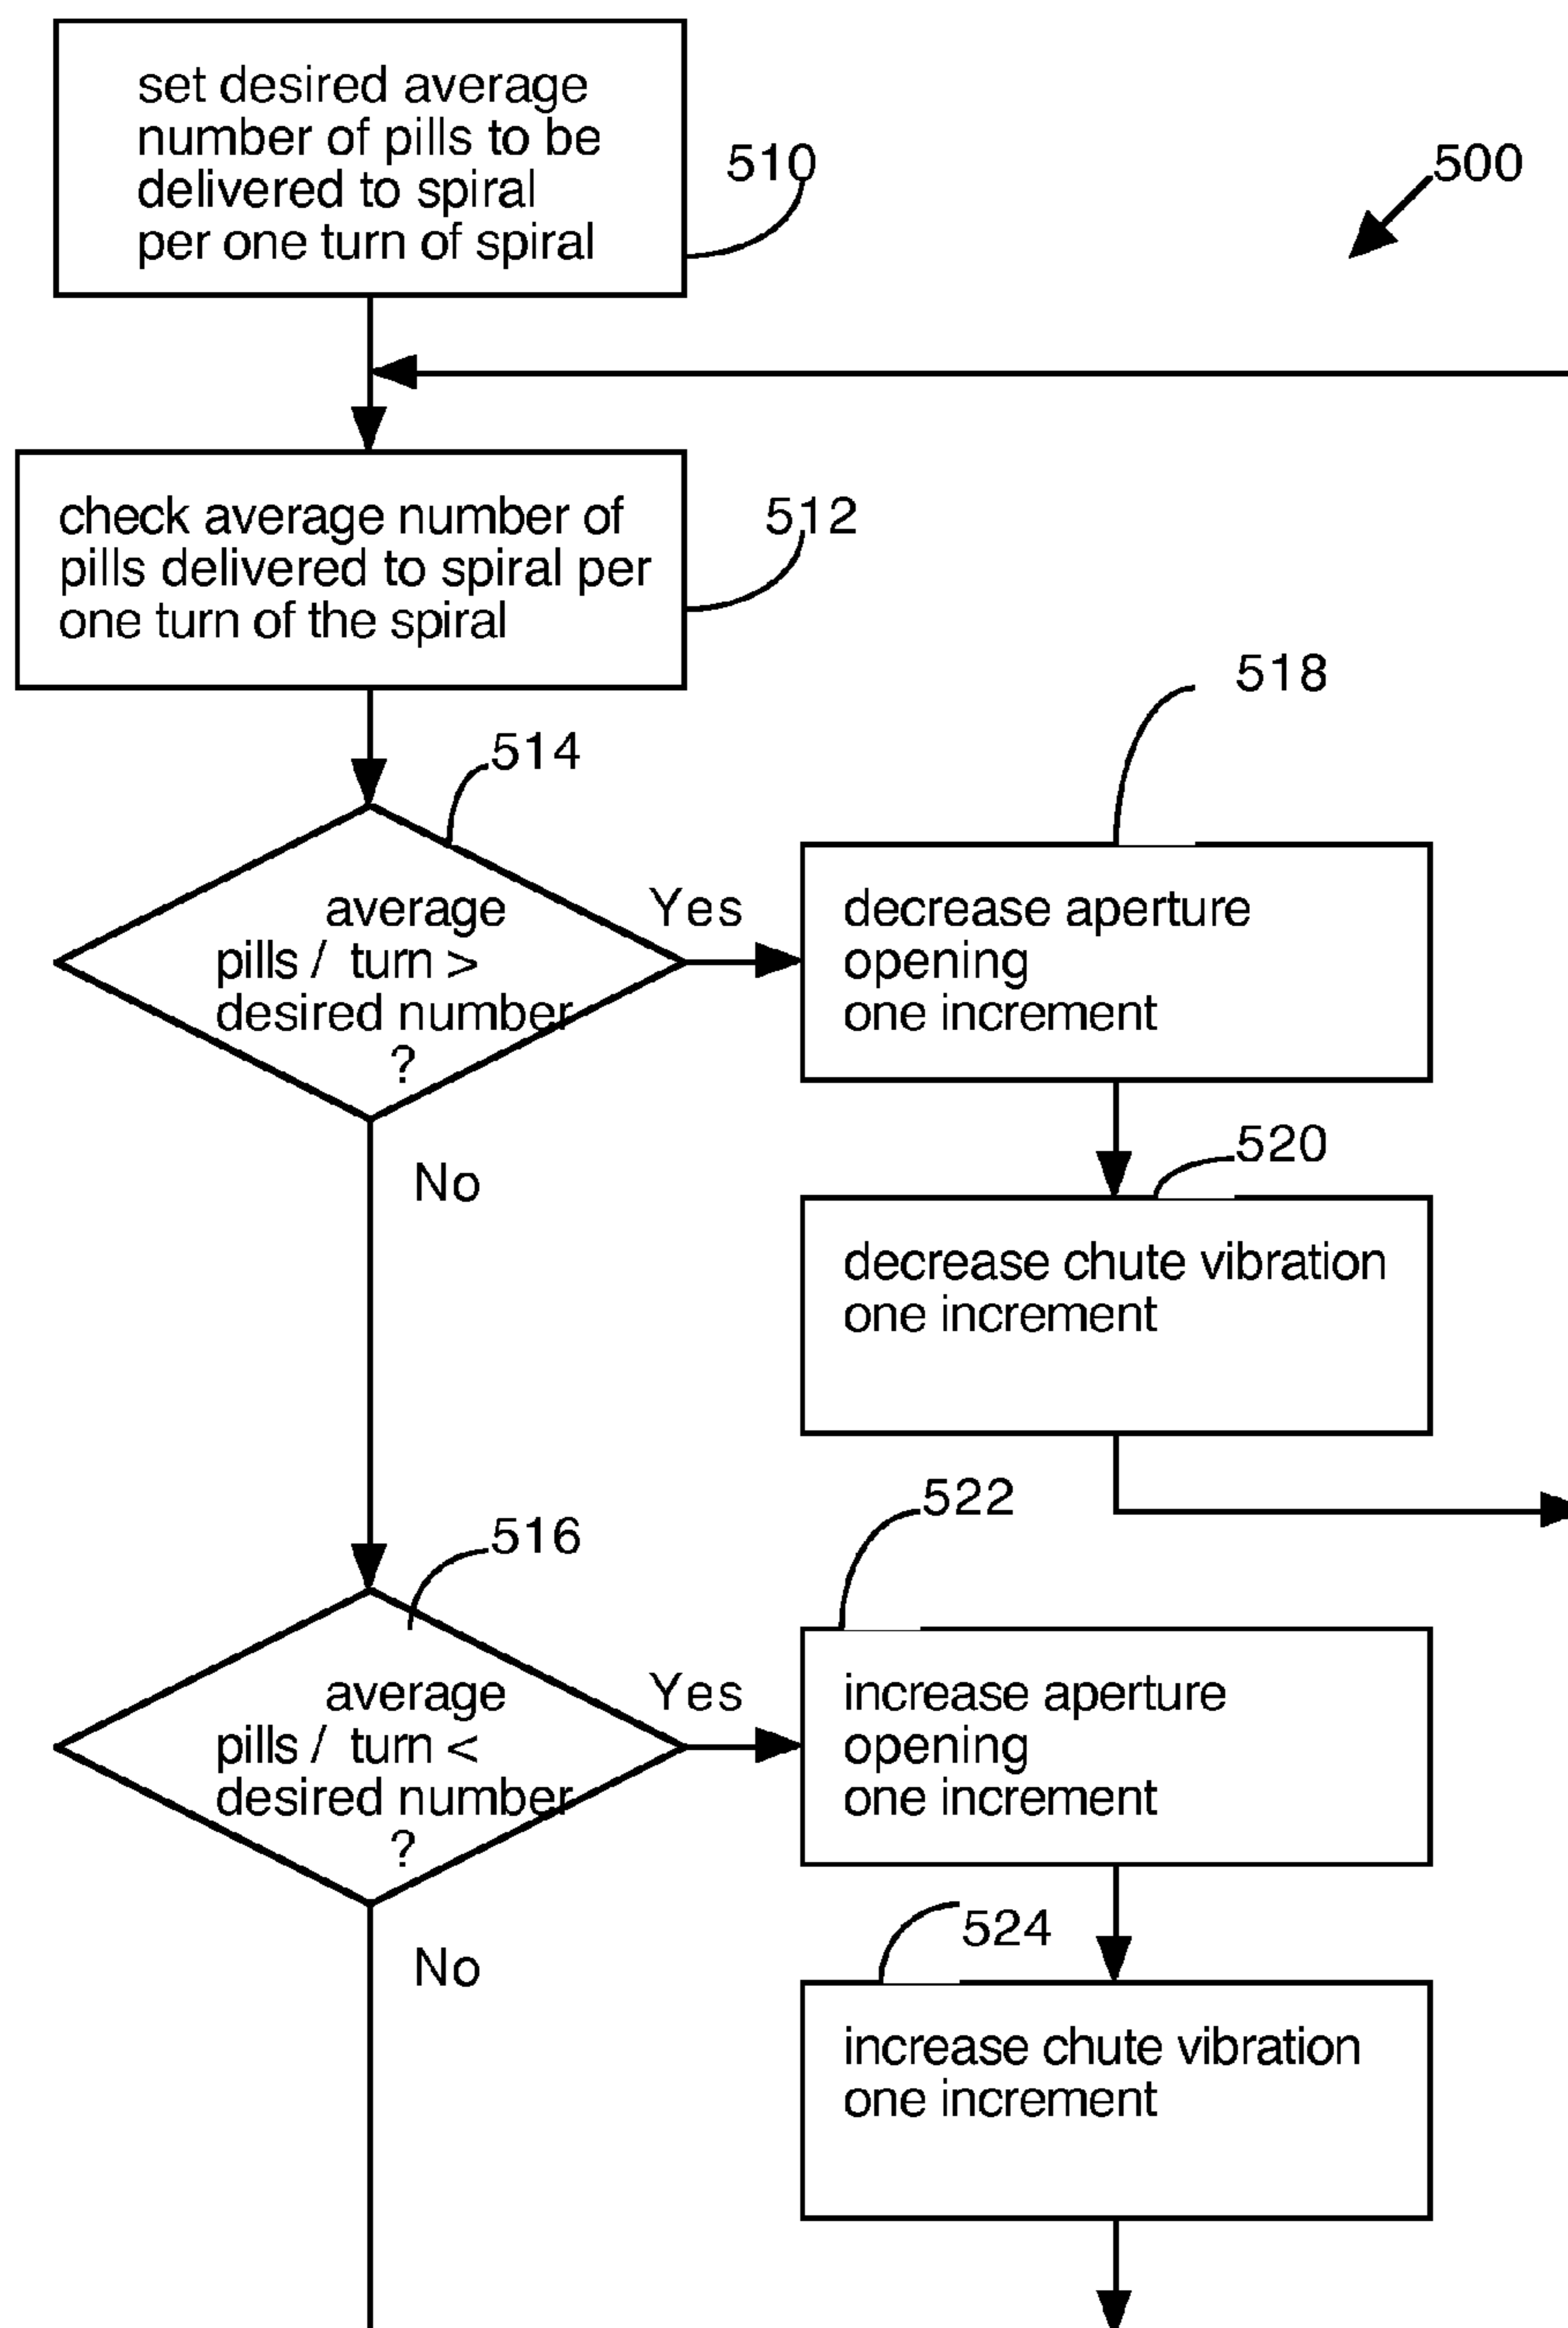 set desired average
number of pills to be
delivered to spiral
per one turn of spiral
510
500
check average number of
pills delivered to spiral per
one turn of the spiral
512
518
514
average
pills / turn >
desired number
?
Yes
decrease aperture
opening
one increment
No
520
decrease chute vibration
one increment
522
516
average
pills / turn <
desired number
?
Yes
increase aperture
opening
one increment
No
524
increase chute vibration
one increment